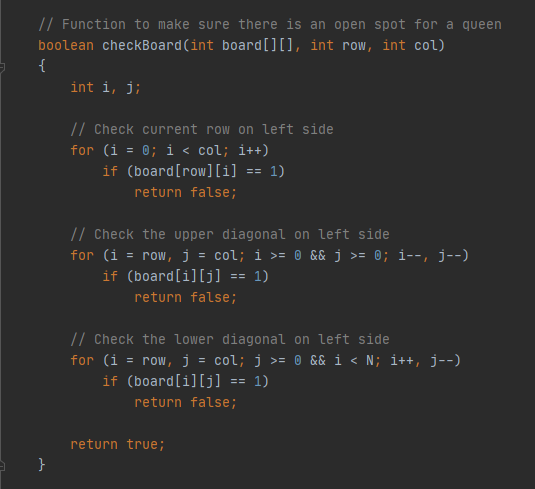 // Function to make sure there is an open spot for a queen
boolean checkBoard(int board[][], int row, int col)
{
    int i, j;

    // Check current row on left side
    for (i = 0; i < col; i++)
        if (board[row][i] == 1)
            return false;

    // Check the upper diagonal on left side
    for (i = row, j = col; i >= 0 && j >= 0; i--, j--)
        if (board[i][j] == 1)
            return false;

    // Check the lower diagonal on left side
    for (i = row, j = col; j >= 0 && i < N; i++, j--)
        if (board[i][j] == 1)
            return false;

    return true;
}